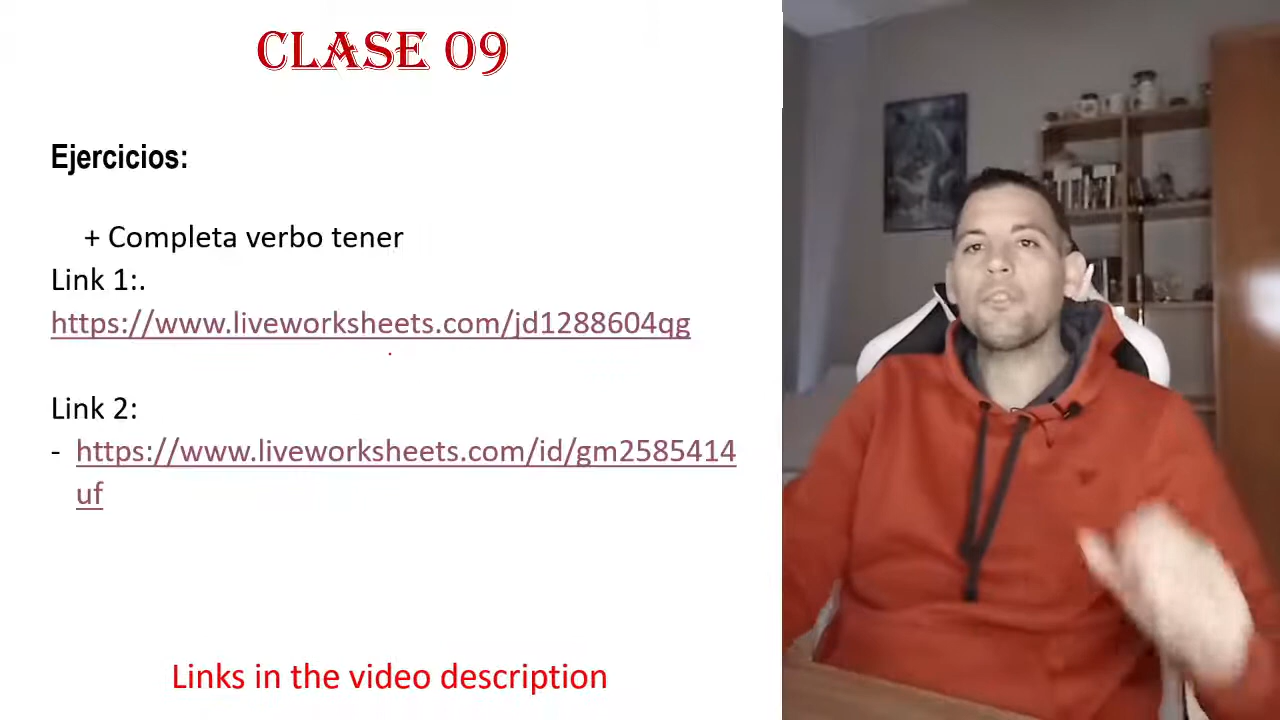 CLASE 09
Ejercicios:
+ Completa verbo tener
Link 1:.
https://www.liveworksheets.com/jd1288604qg
Link 2:
- https://www.liveworksheets.com/id/gm2585414
uf
Links in the video description